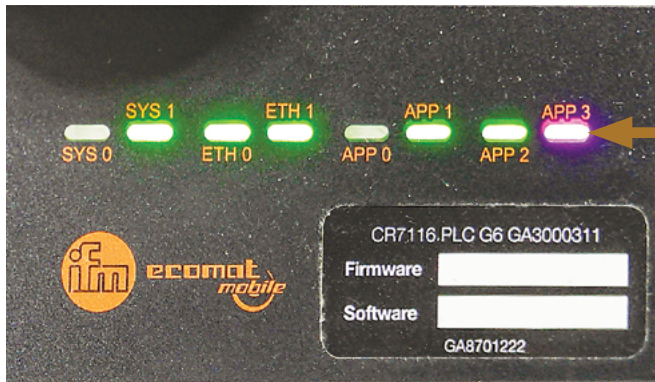 SYS 1 ETH 1 APP 1 APP 3
SYS 0 ETH 0 APP 0 APP 2
ifm ecomat
mobile
CR7116 PLC G6 GA3000311
Firmware
Software
GA8701222